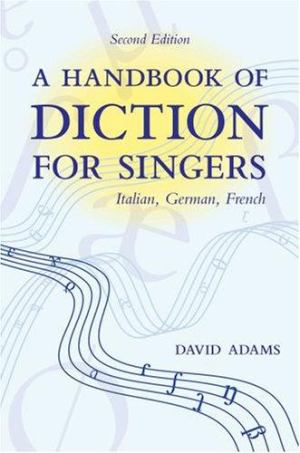 Second Edition
A HANDBOOK OF
DICTION
FOR SINGERS
Italian, German, French
DAVID ADAMS